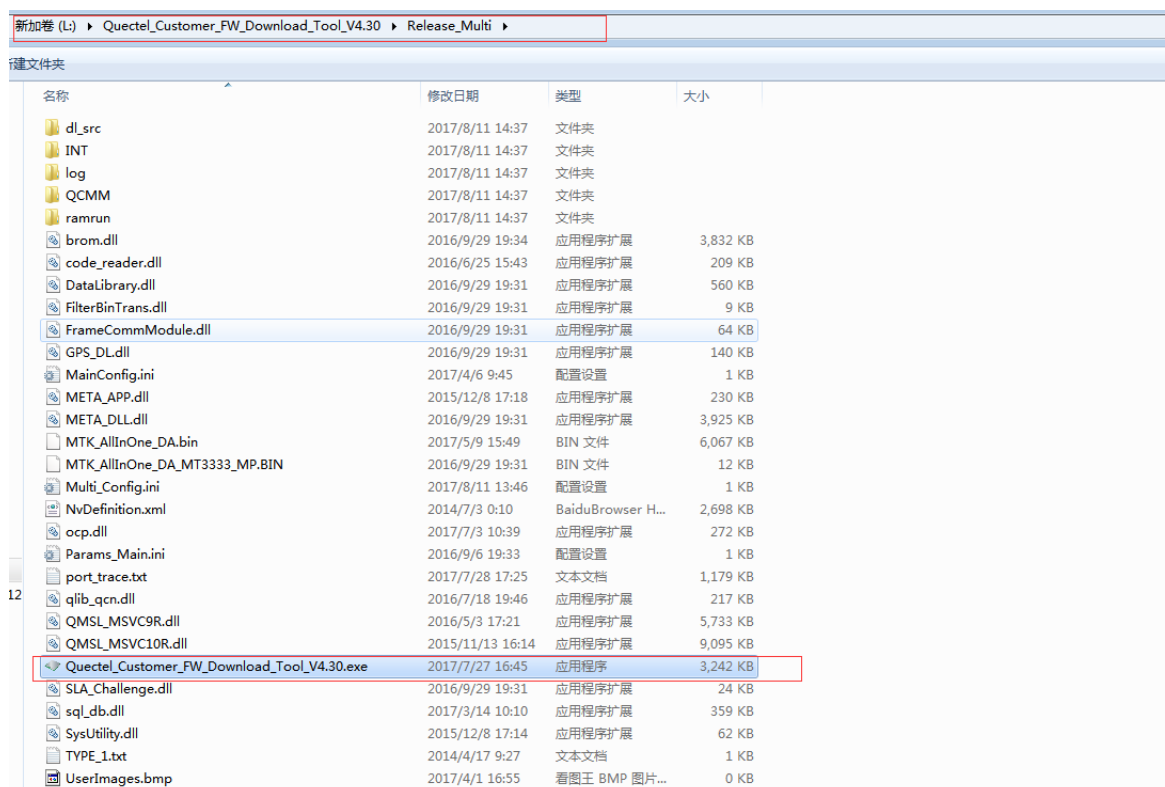 新加卷 (L:) ▸ Quectel_Customer_FW_Download_Tool_V4.30 ▸ Release_Multi ▸
新建文件夹
名称 修改日期 类型 大小
dl_src 2017/8/11 14:37 文件夹
INT 2017/8/11 14:37 文件夹
log 2017/8/11 14:37 文件夹
QCMM 2017/8/11 14:37 文件夹
ramrun 2017/8/11 14:37 文件夹
brom.dll 2016/9/29 19:34 应用程序扩展 3,832 KB
code_reader.dll 2016/6/25 15:43 应用程序扩展 209 KB
DataLibrary.dll 2016/9/29 19:31 应用程序扩展 560 KB
FilterBinTrans.dll 2016/9/29 19:31 应用程序扩展 9 KB
FrameCommModule.dll 2016/9/29 19:31 应用程序扩展 64 KB
GPS_DL.dll 2016/9/29 19:31 应用程序扩展 140 KB
MainConfig.ini 2017/4/6 9:45 配置设置 1 KB
META_APP.dll 2015/12/8 17:18 应用程序扩展 230 KB
META_DLL.dll 2016/9/29 19:31 应用程序扩展 3,925 KB
MTK_AllInOne_DA.bin 2017/5/9 15:49 BIN 文件 6,067 KB
MTK_AllInOne_DA_MT3333_MP.BIN 2016/9/29 19:31 BIN 文件 12 KB
Multi_Config.ini 2017/8/11 13:46 配置设置 1 KB
NvDefinition.xml 2014/7/3 0:10 BaiduBrowser H... 2,698 KB
ocp.dll 2017/7/3 10:39 应用程序扩展 272 KB
Params_Main.ini 2016/9/6 19:33 配置设置 1 KB
port_trace.txt 2017/7/28 17:25 文本文档 1,179 KB
12 qlib_qcn.dll 2016/7/18 19:46 应用程序扩展 217 KB
QMSL_MSVC9R.dll 2016/5/3 17:21 应用程序扩展 5,733 KB
QMSL_MSVC10R.dll 2015/11/13 16:14 应用程序扩展 9,095 KB
Quectel_Customer_FW_Download_Tool_V4.30.exe 2017/7/27 16:45 应用程序 3,242 KB
SLA_Challenge.dll 2016/9/29 19:31 应用程序扩展 24 KB
sql_db.dll 2017/3/14 10:10 应用程序扩展 359 KB
SysUtility.dll 2015/12/8 17:14 应用程序扩展 62 KB
TYPE_1.txt 2014/4/17 9:27 文本文档 1 KB
UserImages.bmp 2017/4/1 16:55 看图王 BMP 图片... 0 KB